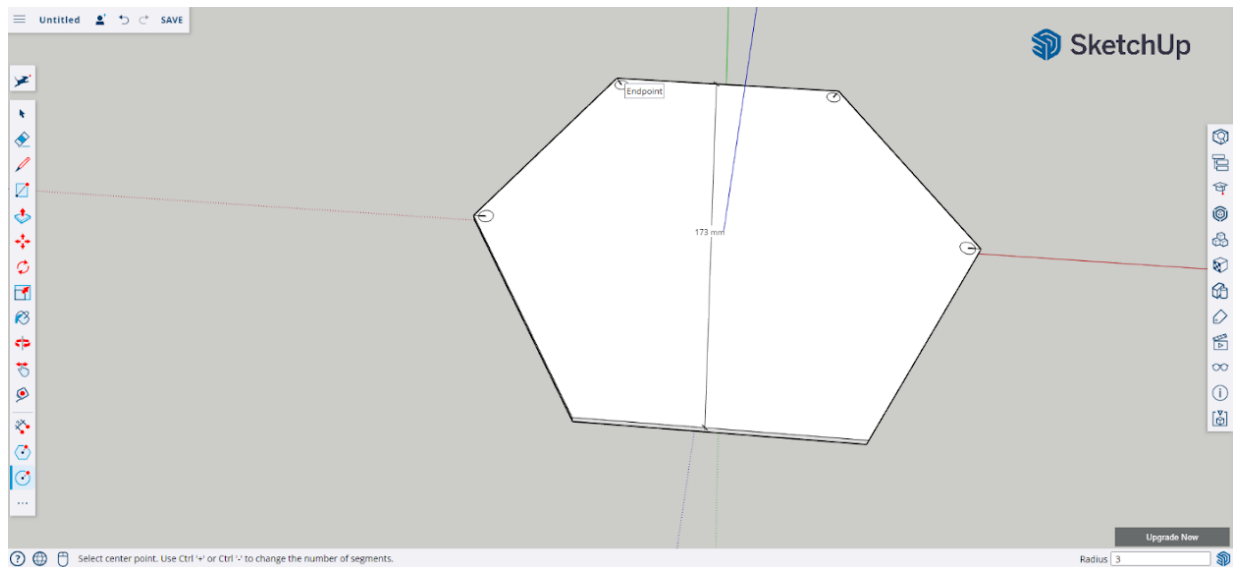 Untitled SAVE
SketchUp
Endpoint
173 mm
Upgrade Now
Select center point. Use Ctrl '+' or Ctrl '-' to change the number of segments.
Radius 3